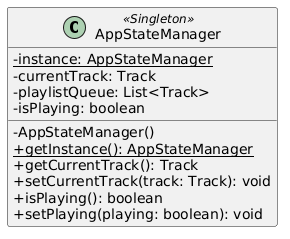 «Singleton»
C AppStateManager
-instance: AppStateManager
-currentTrack: Track
-playlistQueue: List<Track>
-isPlaying: boolean
-AppStateManager()
+getInstance(): AppStateManager
+getCurrentTrack(): Track
+setCurrentTrack(track: Track): void
+isPlaying(): boolean
+setPlaying(playing: boolean): void